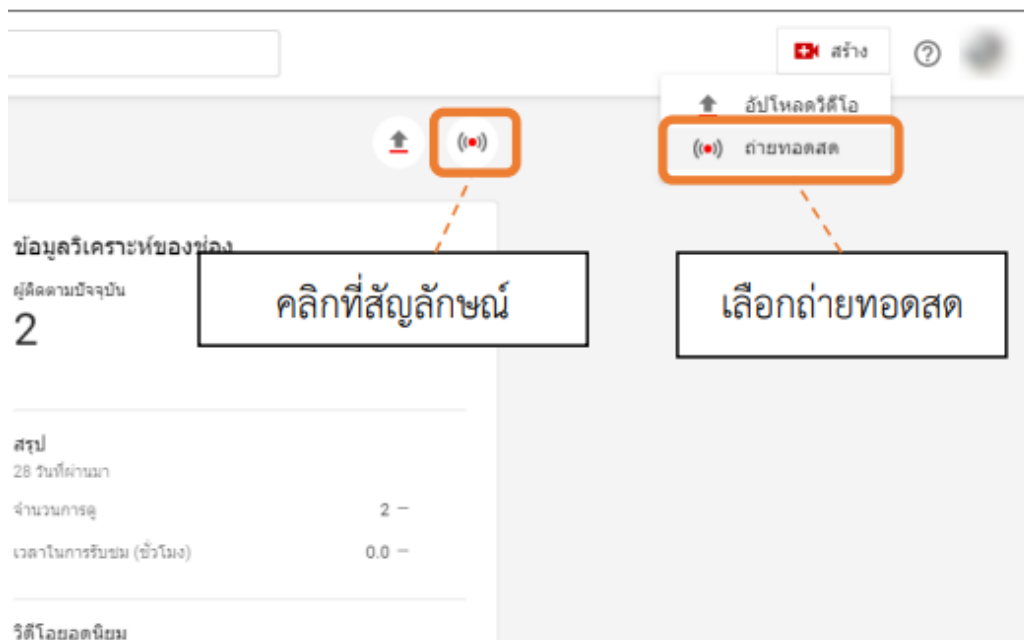 สร้าง
อัปโหลดวิดีโอ
ถ่ายทอดสด
ข้อมูลวิเคราะห์ของช่อง
ผู้ติดตามปัจจุบัน
2
คลิกที่สัญลักษณ์
เลือกถ่ายทอดสด
สรุป
28 วันที่ผ่านมา
จำนวนการดู 2 —
เวลาในการรับชม (ชั่วโมง) 0.0 —
วิดีโอยอดนิยม